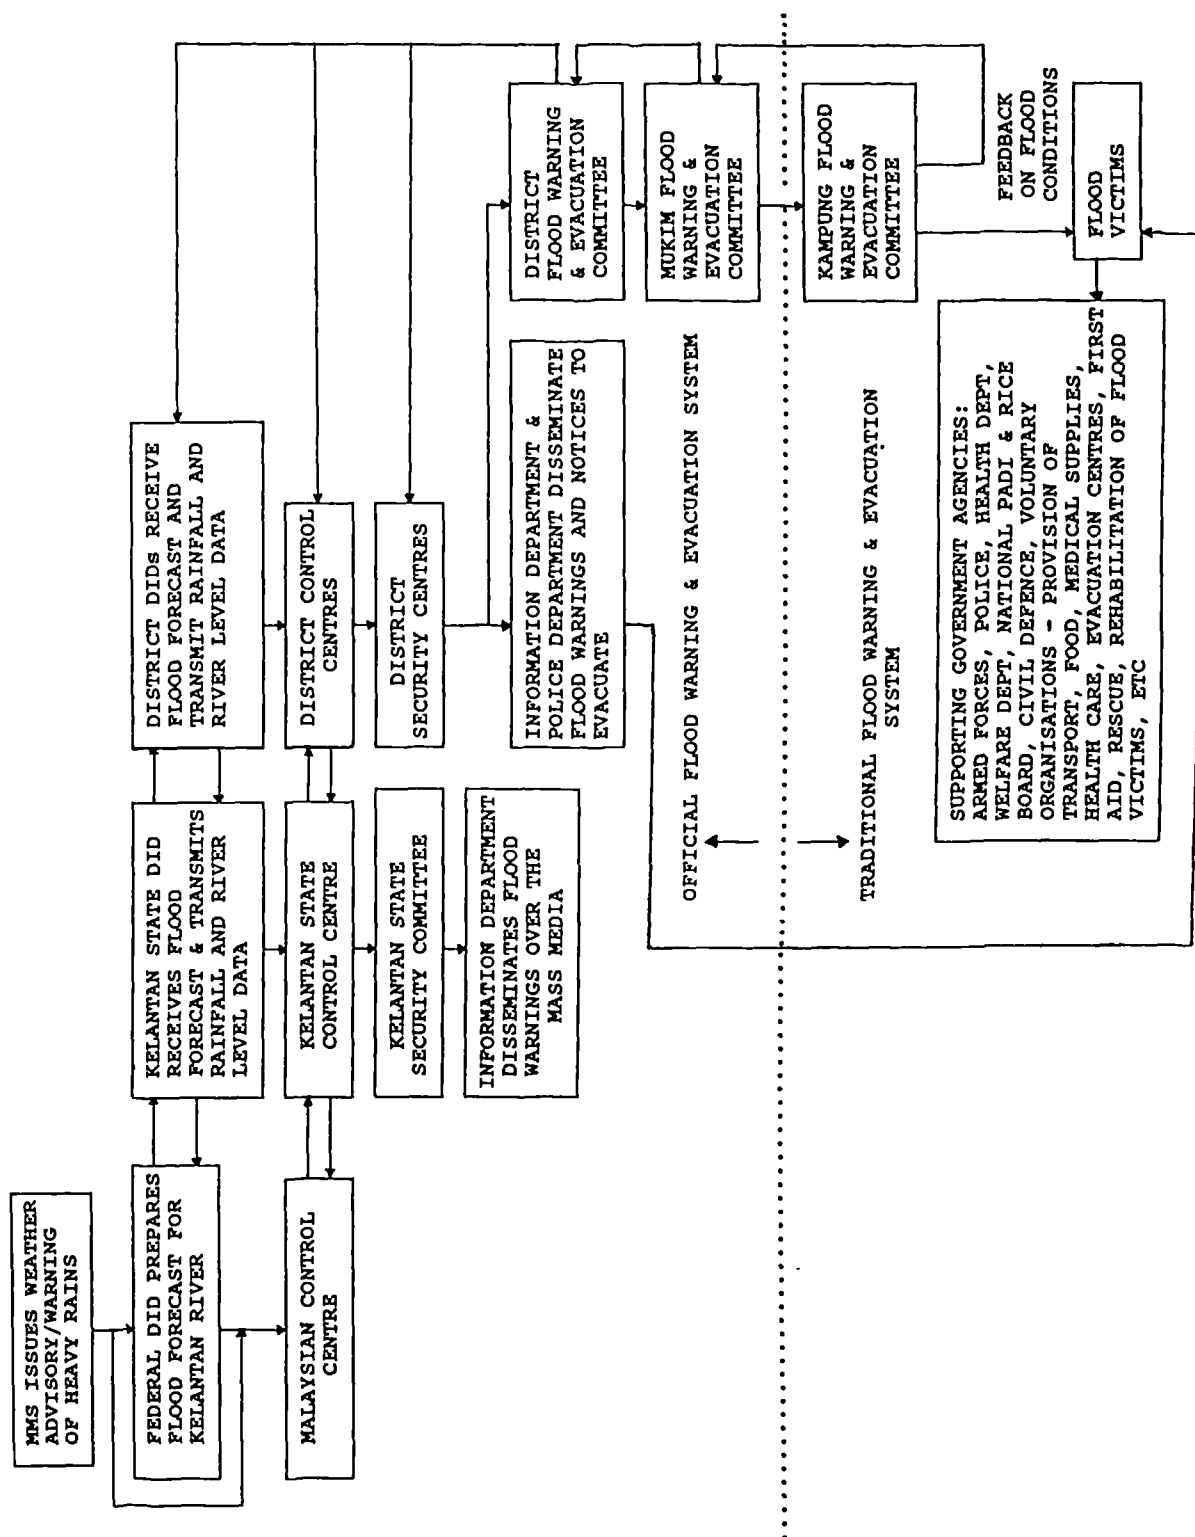 MMS ISSUES WEATHER
ADVISORY/WARNING
OF HEAVY RAINS
FEDERAL DID PREPARES
FLOOD FORECAST FOR
KELANTAN RIVER
MALAYSIAN CONTROL
CENTRE
KELANTAN STATE DID
RECEIVES FLOOD
FORECAST & TRANSMITS
RAINFALL AND RIVER
LEVEL DATA
KELANTAN STATE
CONTROL CENTRE
KELANTAN STATE
SECURITY COMMITTEE
INFORMATION DEPARTMENT
DISSEMINATES FLOOD
WARNINGS OVER THE
MASS MEDIA
DISTRICT DIDs RECEIVE
FLOOD FORECAST AND
TRANSMIT RAINFALL AND
RIVER LEVEL DATA
DISTRICT CONTROL
CENTRES
DISTRICT
SECURITY CENTRES
INFORMATION DEPARTMENT &
POLICE DEPARTMENT DISSEMINATE
FLOOD WARNINGS AND NOTICES TO
EVACUATE
DISTRICT
FLOOD WARNING
& EVACUATION
COMMITTEE
MUKIM FLOOD
WARNING &
EVACUATION
COMMITTEE
OFFICIAL FLOOD WARNING & EVACUATION SYSTEM
TRADITIONAL FLOOD WARNING & EVACUATION
SYSTEM
KAMPUNG FLOOD
WARNING &
EVACUATION
COMMITTEE
FEEDBACK
ON FLOOD
CONDITIONS
FLOOD
VICTIMS
SUPPORTING GOVERNMENT AGENCIES:
ARMED FORCES, POLICE, HEALTH DEPT,
WELFARE DEPT, NATIONAL PADI & RICE
BOARD, CIVIL DEFENCE, VOLUNTARY
ORGANISATIONS - PROVISION OF
TRANSPORT, FOOD, MEDICAL SUPPLIES,
HEALTH CARE, EVACUATION CENTRES, FIRST
AID, RESCUE, REHABILITATION OF FLOOD
VICTIMS, ETC